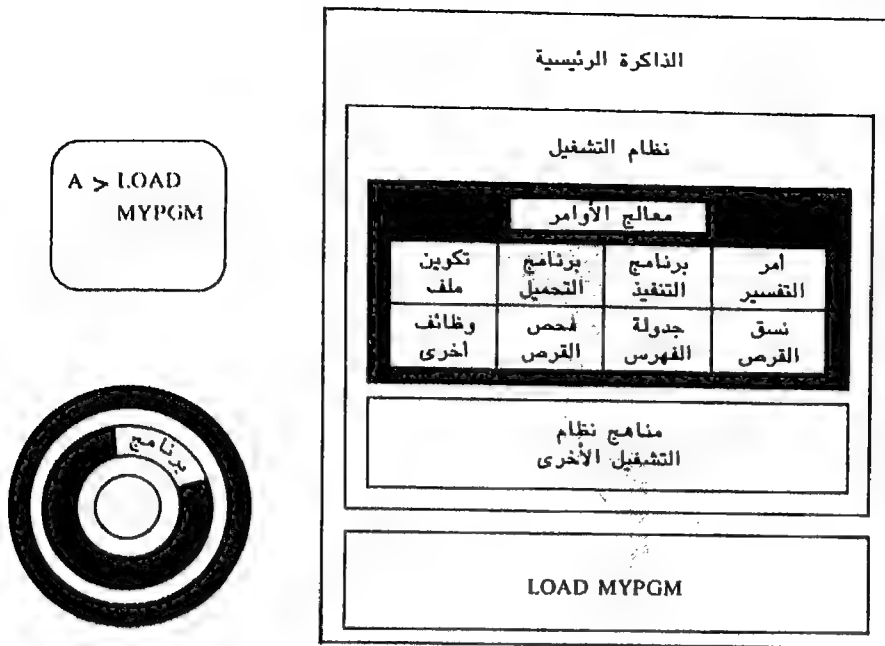 الذاكرة الرئيسية
نظام التشغيل
معالج الأوامر
أمر التفسير
برنامج التنفيذ
برنامج التحميل
تكوين ملف
نسق القرص
جدولة الفهرس
فحص القرص
وظائف أخرى
مناهج نظام
التشغيل الأخرى
LOAD MYPGM
A > LOAD
MYPGM
برنامج